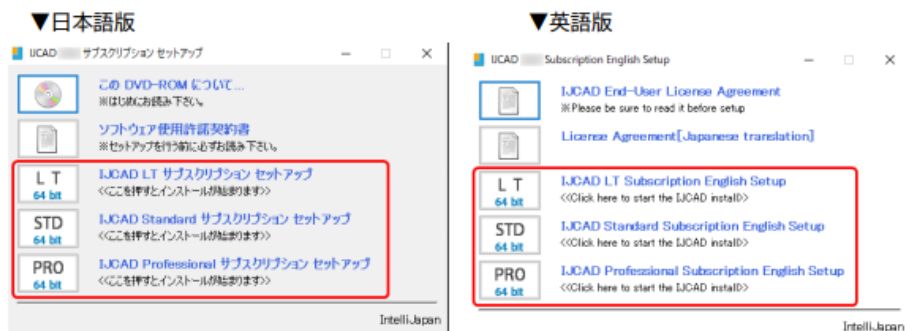 ▼日本語版
IJCAD サブスクリプション セットアップ
この DVD-ROM について...
※はじめにお読み下さい。
ソフトウェア使用許諾契約書
※セットアップを行う前に必ずお読み下さい。
LT
64 bit
IJCAD LT サブスクリプション セットアップ
<<ここを押すとインストールが始まります>>
STD
64 bit
IJCAD Standard サブスクリプション セットアップ
<<ここを押すとインストールが始まります>>
PRO
64 bit
IJCAD Professional サブスクリプション セットアップ
<<ここを押すとインストールが始まります>>
IntelliJapan
▼英語版
IJCAD Subscription English Setup
IJCAD End-User License Agreement
※Please be sure to read it before setup
License Agreement[Japanese translation]
LT
64 bit
IJCAD LT Subscription English Setup
<<Click here to start the IJCAD install>>
STD
64 bit
IJCAD Standard Subscription English Setup
<<Click here to start the IJCAD install>>
PRO
64 bit
IJCAD Professional Subscription English Setup
<<Click here to start the IJCAD install>>
IntelliJapan